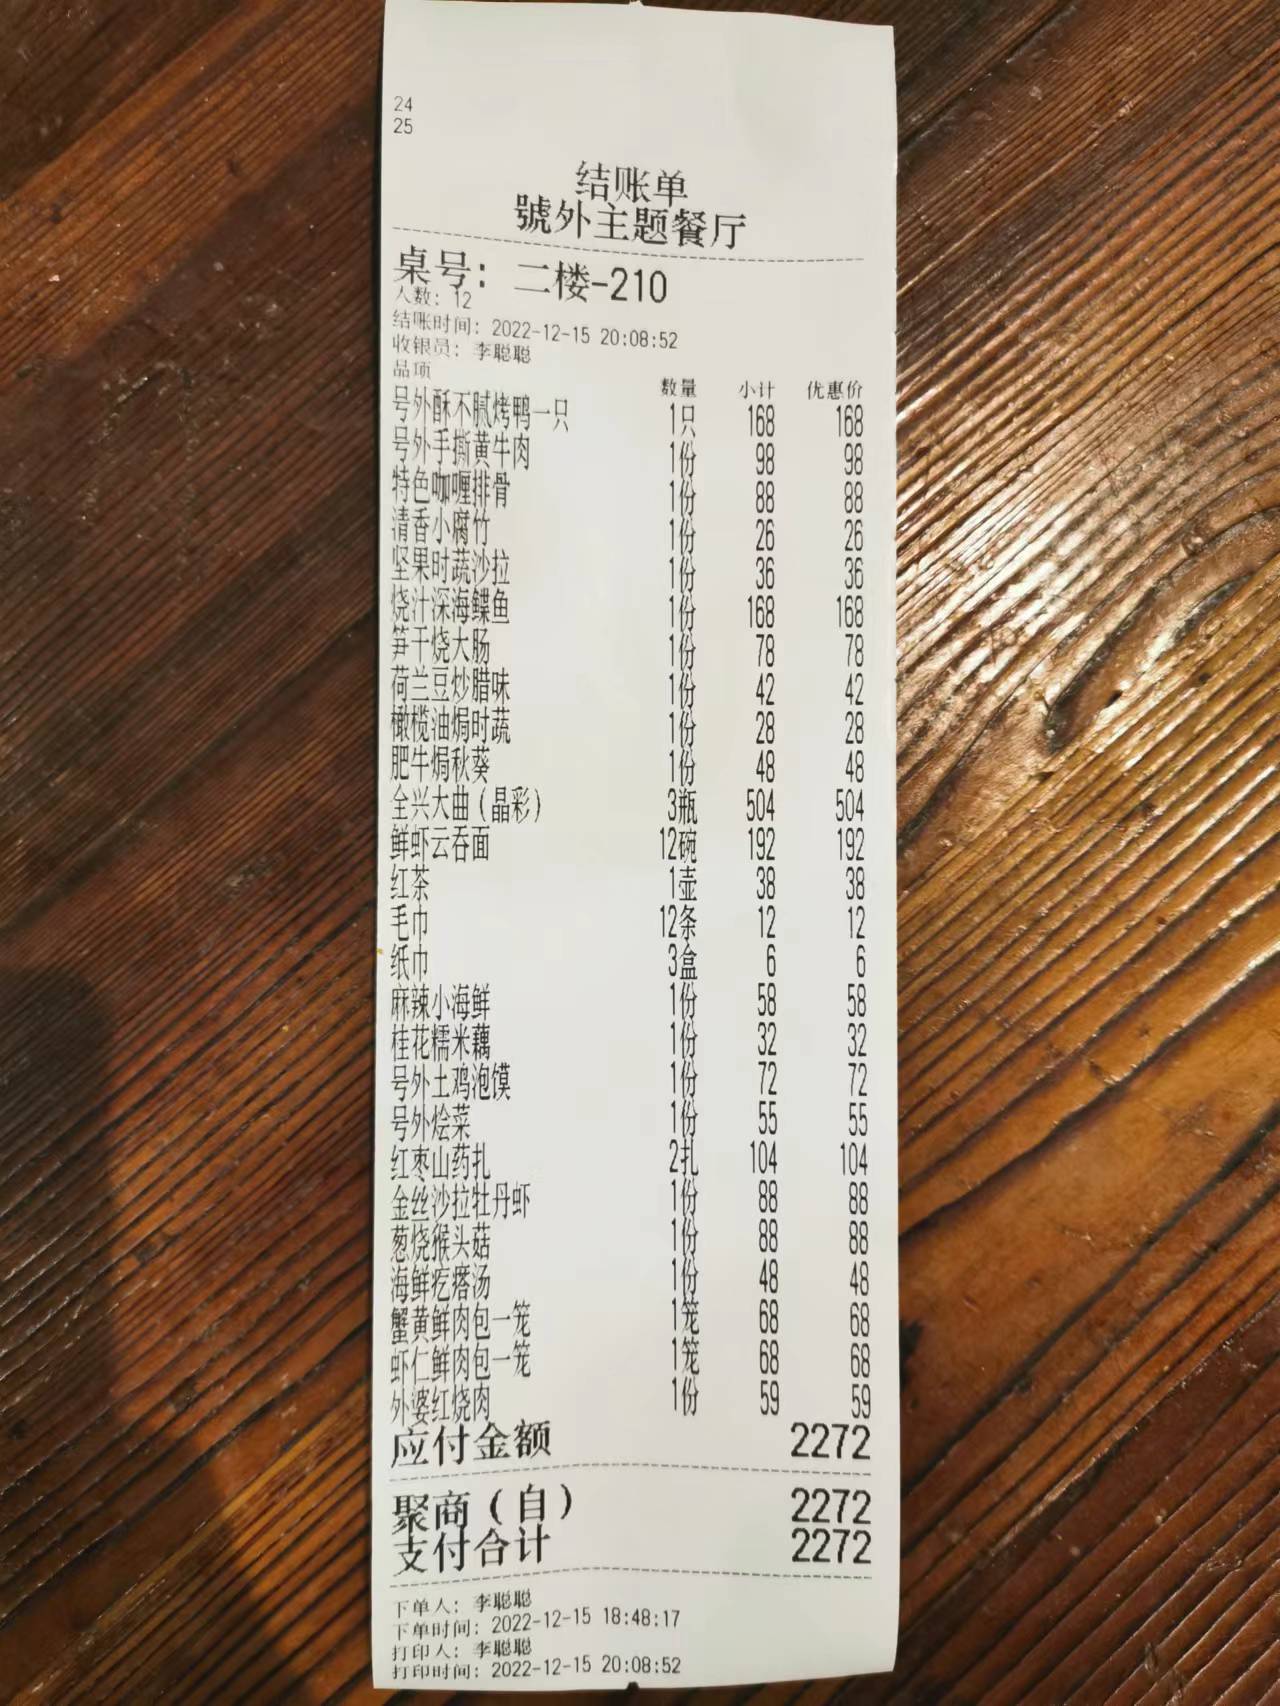 24
25
结账单
號外主题餐厅
桌号：二楼-210
人数：12
结账时间：2022-12-15 20:08:52
收银员：李聪聪
品项 数量 小计 优惠价
号外酥不腻烤鸭一只 1只 168 168
号外手撕黄牛肉 1份 98 98
特色咖喱排骨 1份 88 88
清香小腐竹 1份 26 26
坚果时蔬沙拉 1份 36 36
烧汁深海鲽鱼 1份 168 168
笋干烧大肠 1份 78 78
荷兰豆炒腊味 1份 42 42
橄榄油焗时蔬 1份 28 28
肥牛焗秋葵 1份 48 48
全兴大曲(晶彩) 3瓶 504 504
鲜虾云吞面 12碗 192 192
红茶 1壶 38 38
毛巾 12条 12 12
纸巾 3盒 6 6
麻辣小海鲜 1份 58 58
桂花糯米藕 1份 32 32
号外土鸡泡馍 1份 72 72
号外烩菜 1份 55 55
红枣山药扎 2扎 104 104
金丝沙拉牡丹虾 1份 88 88
葱烧猴头菇 1份 88 88
海鲜疙瘩汤 1份 48 48
蟹黄鲜肉包一笼 1笼 68 68
虾仁鲜肉包一笼 1笼 68 68
外婆红烧肉 1份 59 59
应付金额 2272
聚商(自) 2272
支付合计 2272
下单人：李聪聪
下单时间：2022-12-15 18:48:17
打印人：李聪聪
打印时间：2022-12-15 20:08:52